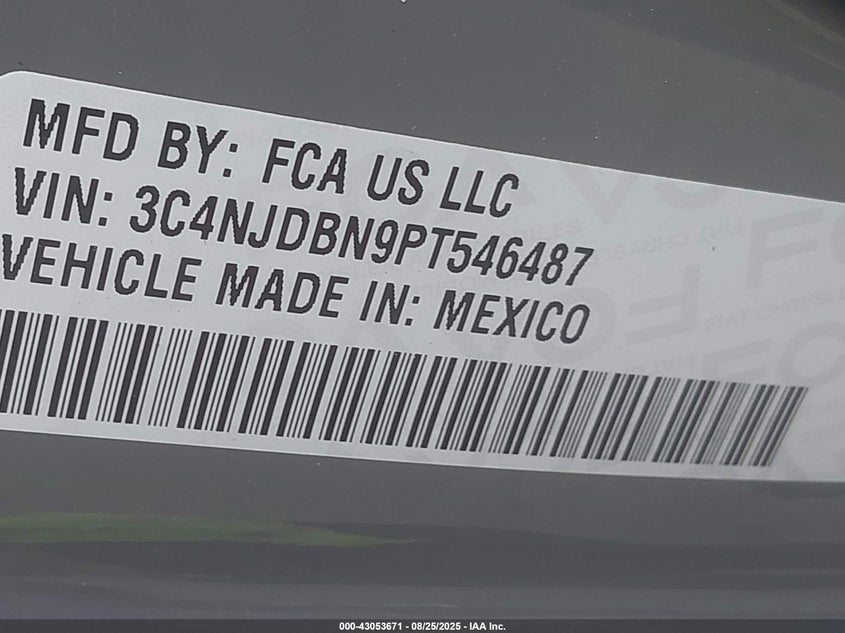 MFD BY: FCA US LLC
VIN: 3C4NJDBN9PT546487
VEHICLE MADE IN: MEXICO
000-43053671 - 08/25/2025 - IAA Inc.